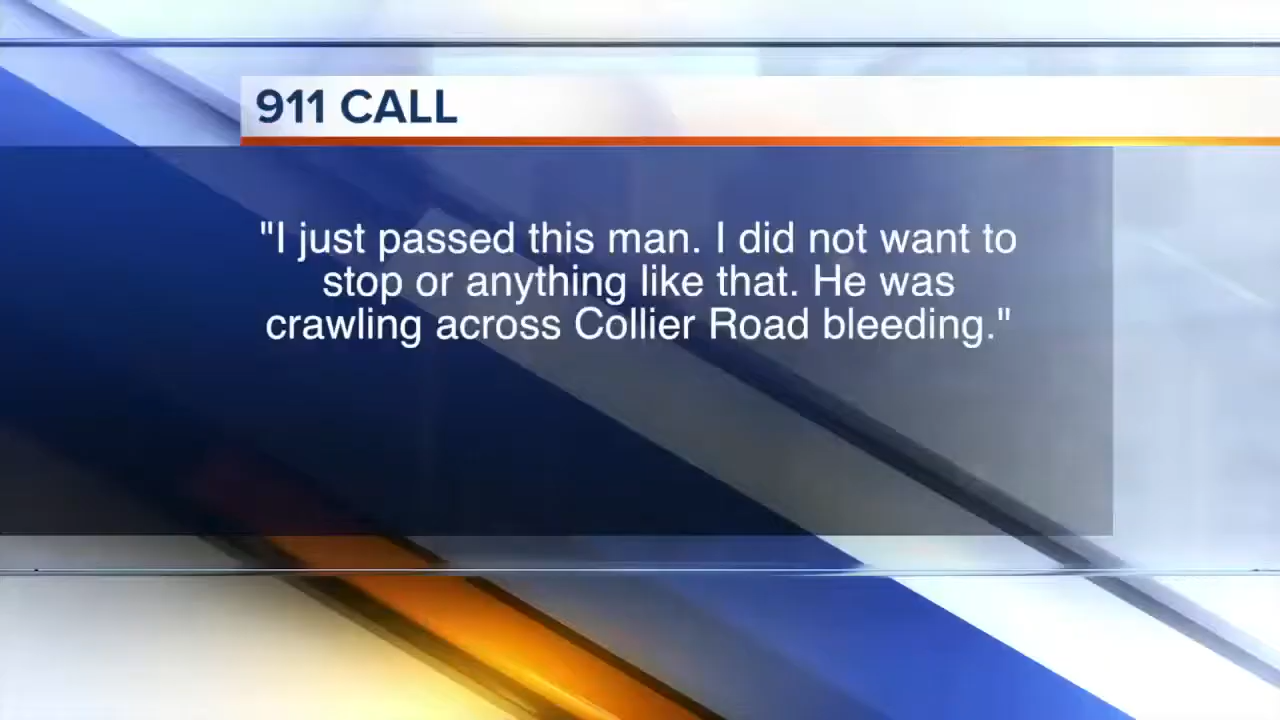 911 CALL
"I just passed this man. I did not want to
stop or anything like that. He was
crawling across Collier Road bleeding."